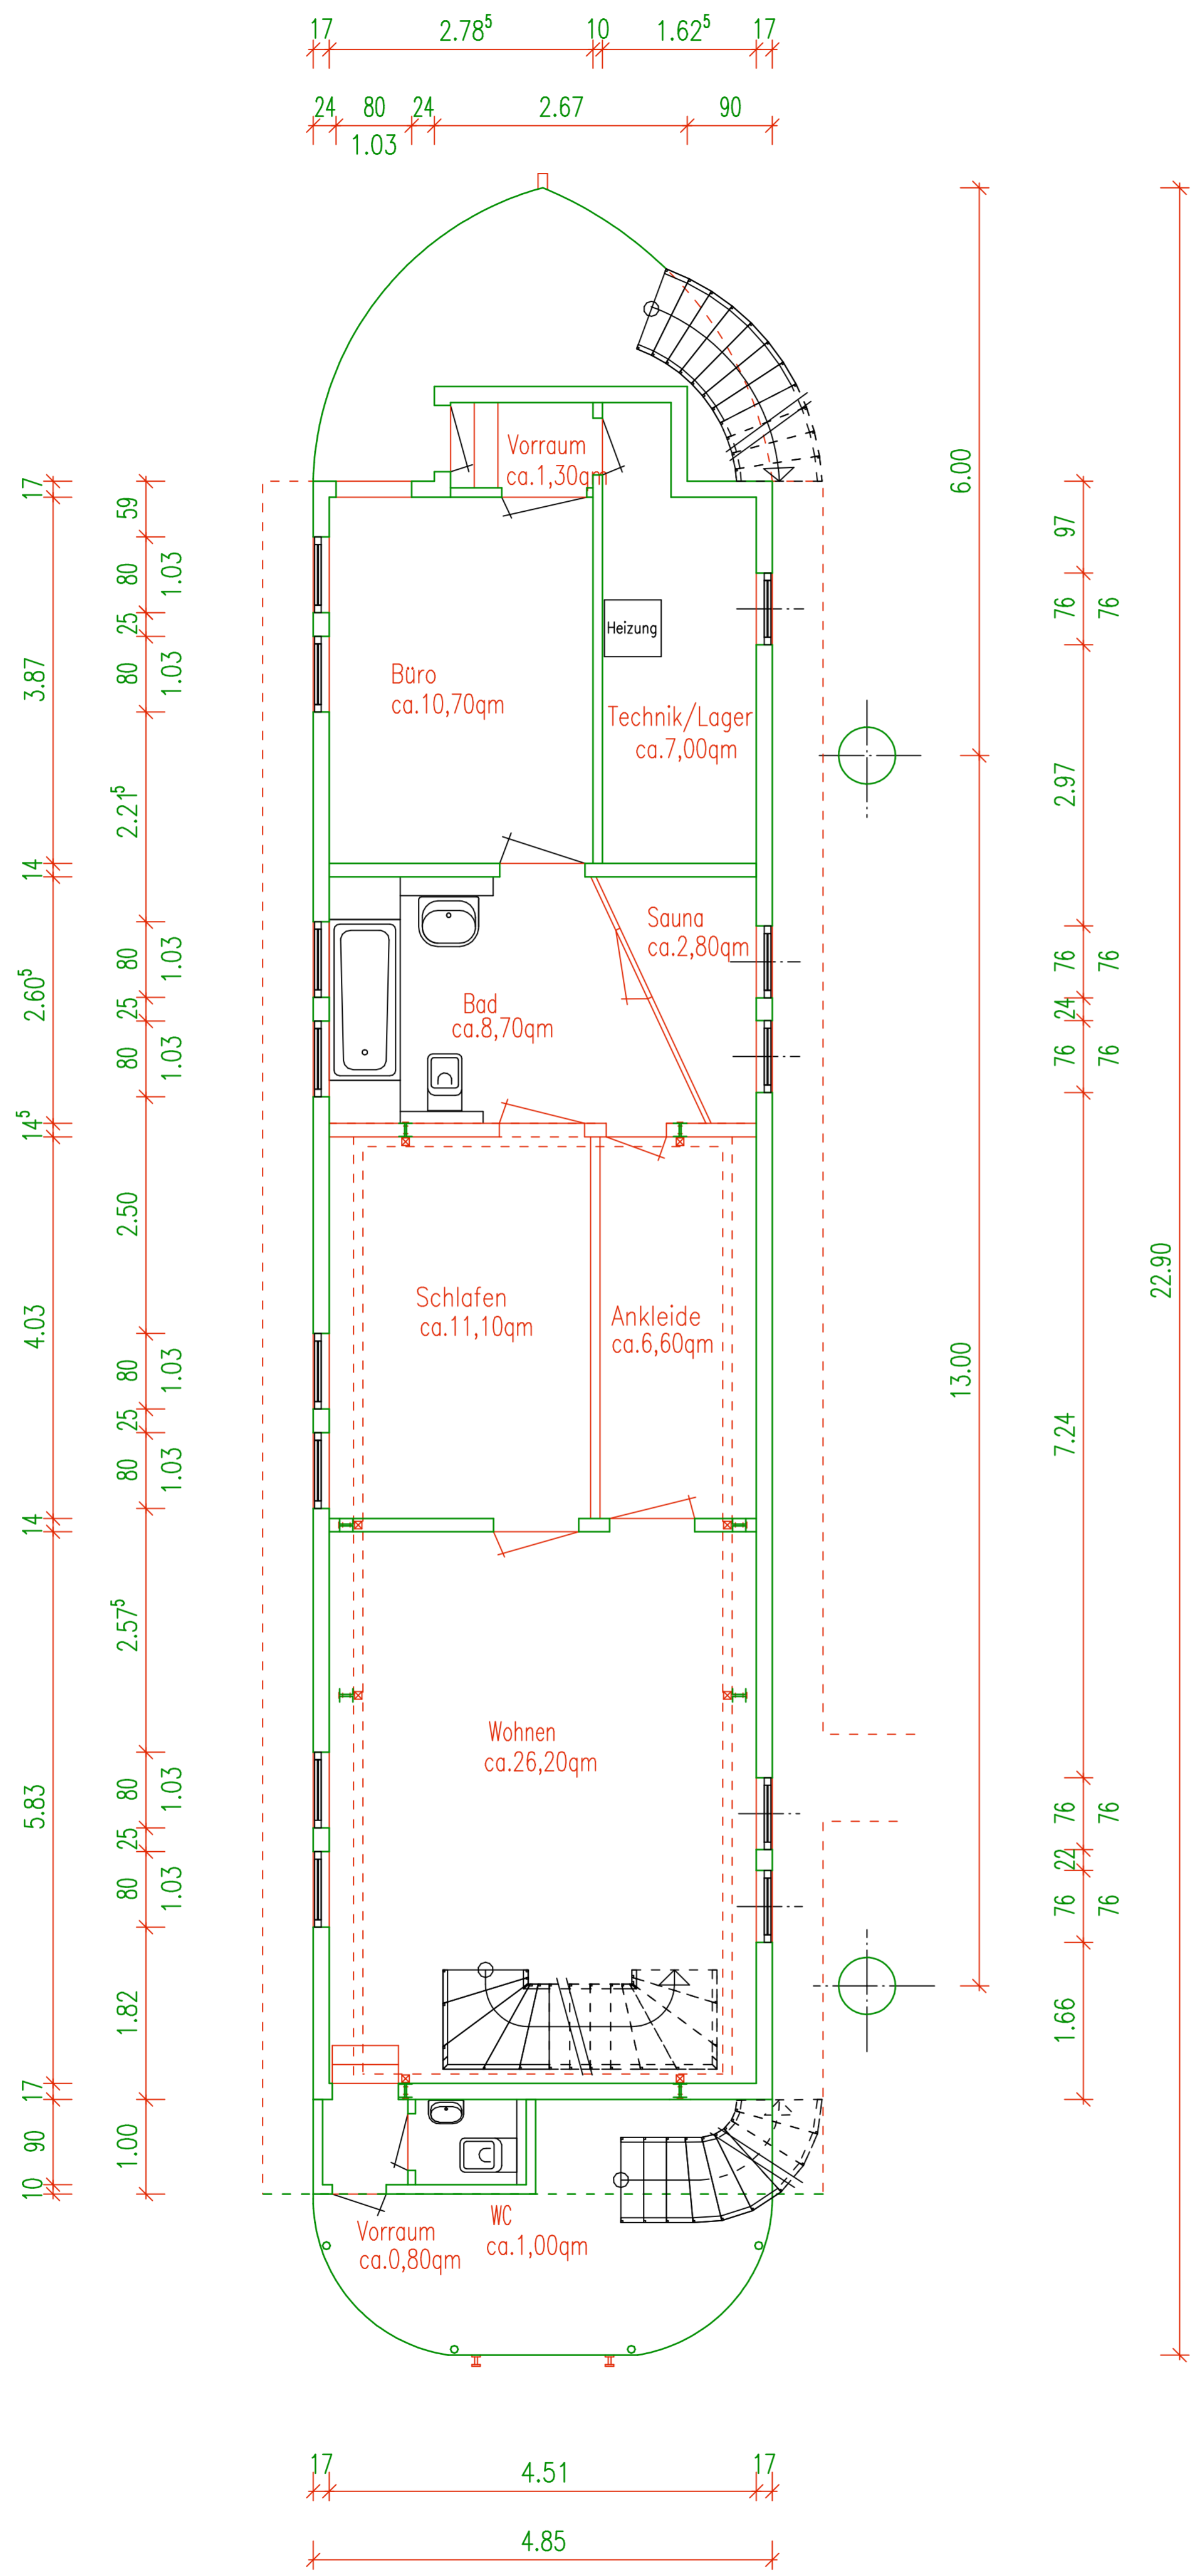 17 2.78⁵ 10 1.62⁵ 17
24 80 24 2.67 90
1.03
Vorraum
ca.1,30qm
Heizung
Büro
ca.10,70qm
Technik/Lager
ca.7,00qm
Sauna
ca.2,80qm
Bad
ca.8,70qm
Schlafen
ca.11,10qm
Ankleide
ca.6,60qm
Wohnen
ca.26,20qm
WC
ca.1,00qm
Vorraum
ca.0,80qm
17
3.87
14
2.60⁵
14⁵
4.03
14
5.83
17
90
10
59
80 1.03
25
80 1.03
2.21⁵
80 1.03
25
80 1.03
2.50
80 1.03
25
80 1.03
2.57⁵
80 1.03
25
80 1.03
1.82
1.00
6.00
13.00
97
76 76
2.97
76 76
24
76 76
7.24
76 76
22
76 76
1.66
22.90
17 4.51 17
4.85